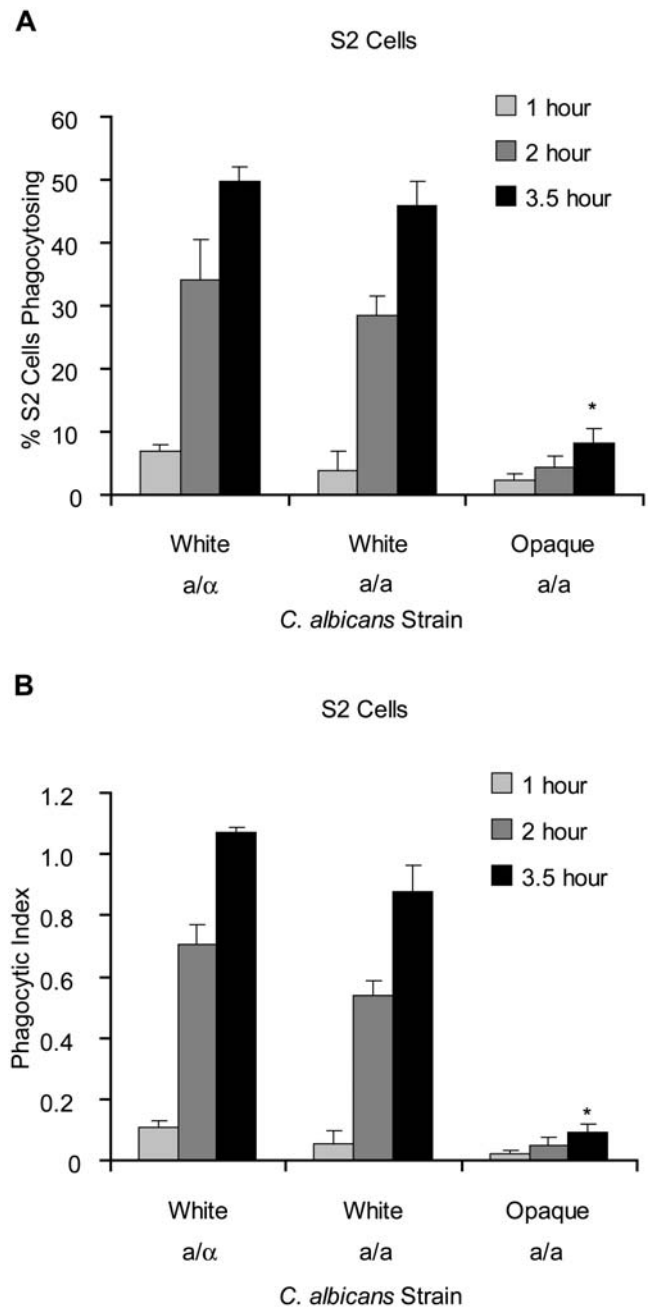 A
S2 Cells
1 hour
2 hour
3.5 hour
% S2 Cells Phagocytosing
60
50
40
30
20
10
0
*
White White Opaque
a/α a/a a/a
C. albicans Strain
B
S2 Cells
1 hour
2 hour
3.5 hour
Phagocytic Index
1.2
1.0
0.8
0.6
0.4
0.2
0
*
White White Opaque
a/α a/a a/a
C. albicans Strain